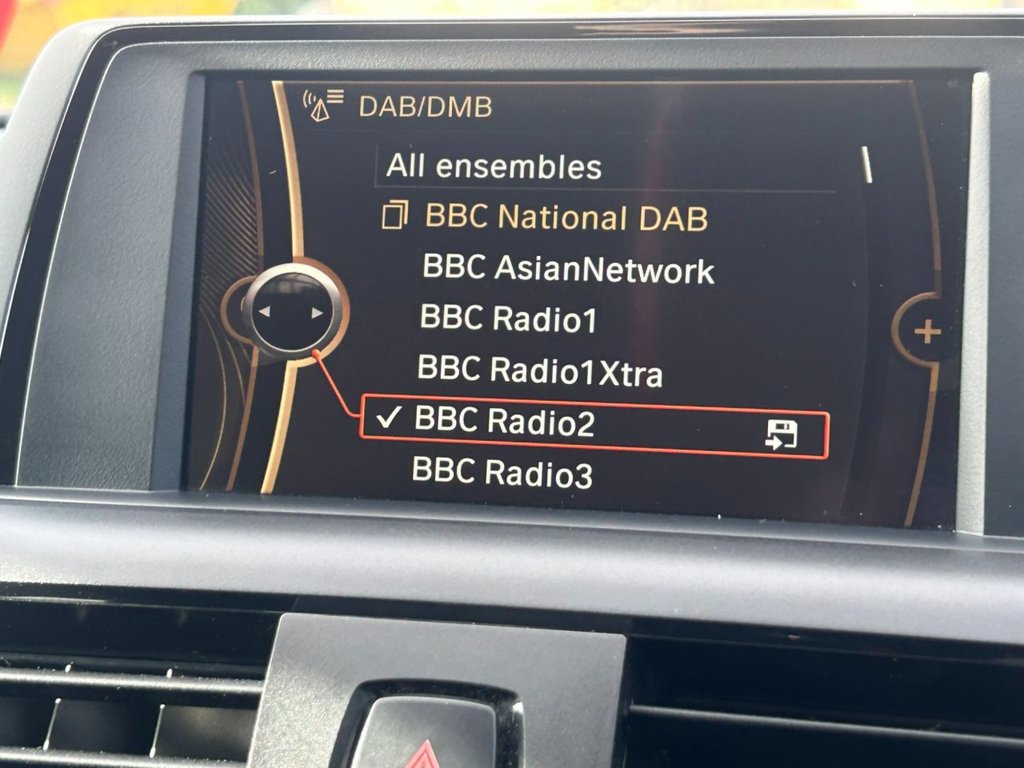 DAB/DMB
All ensembles
BBC National DAB
BBC AsianNetwork
BBC Radio1
BBC Radio1Xtra
✓ BBC Radio2
BBC Radio3